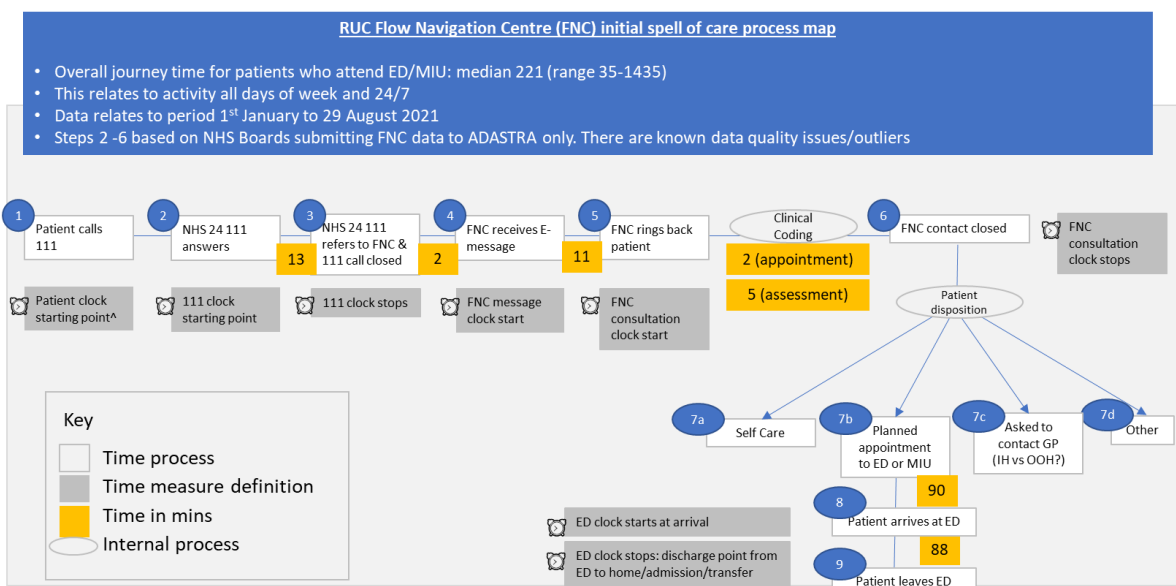 RUC Flow Navigation Centre (FNC) initial spell of care process map
• Overall journey time for patients who attend ED/MIU: median 221 (range 35-1435)
• This relates to activity all days of week and 24/7
• Data relates to period 1st January to 29 August 2021
• Steps 2 -6 based on NHS Boards submitting FNC data to ADASTRA only. There are known data quality issues/outliers
1
Patient calls
111
2
NHS 24 111
answers
13
3
NHS 24 111
refers to FNC &
111 call closed
2
4
FNC receives E-
message
11
5
FNC rings back
patient
Clinical
Coding
2 (appointment)
5 (assessment)
6
FNC contact closed
FNC
consultation
clock stops
Patient clock
starting point^
111 clock
starting point
111 clock stops
FNC message
clock start
FNC
consultation
clock start
Patient
disposition
7a
Self Care
7b
Planned
appointment
to ED or MIU
7c
Asked to
contact GP
(IH vs OOH?)
7d
Other
90
8
Patient arrives at ED
88
9
Patient leaves ED
ED clock starts at arrival
ED clock stops: discharge point from
ED to home/admission/transfer
Key
Time process
Time measure definition
Time in mins
Internal process